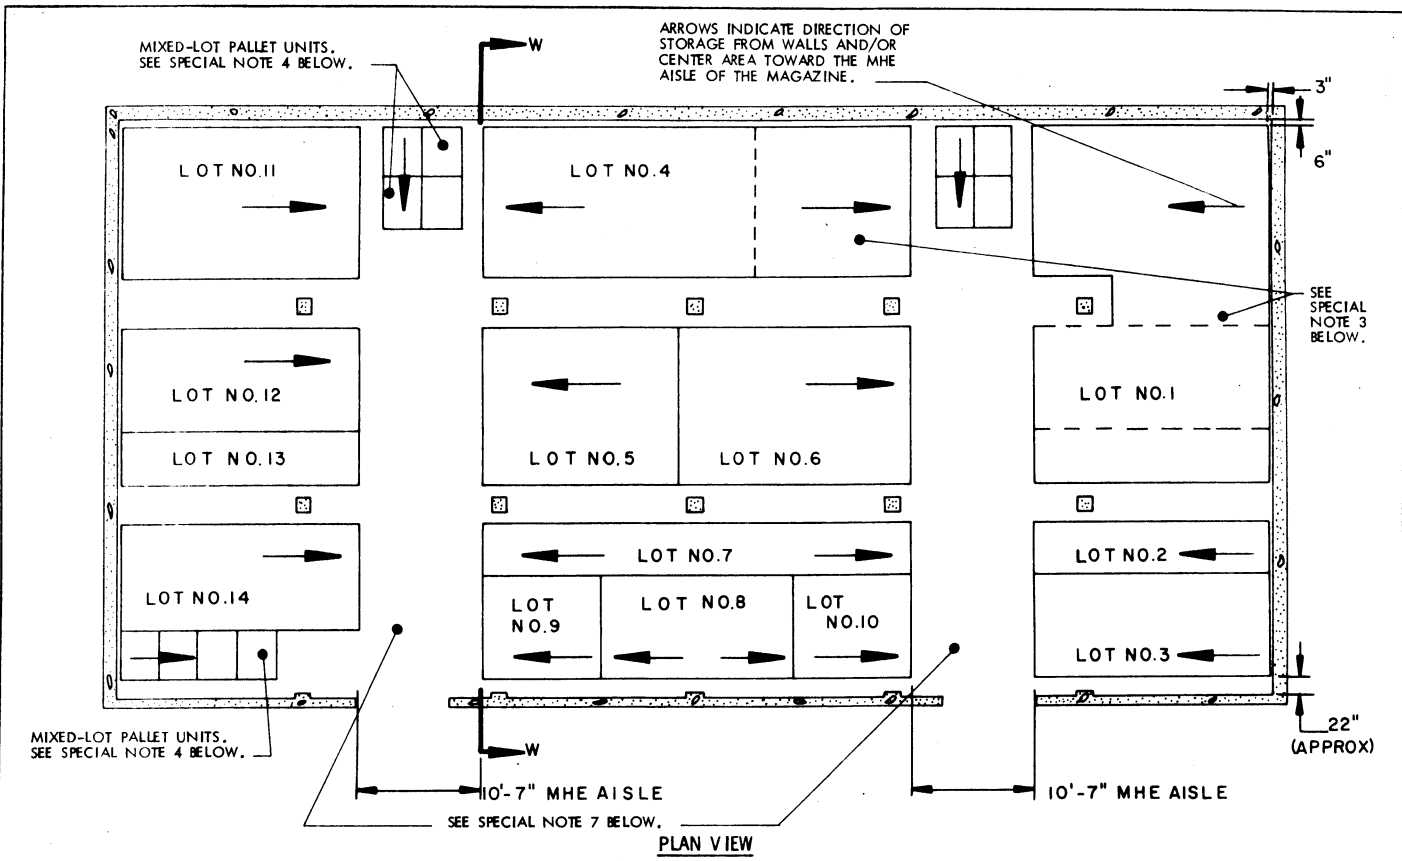 MIXED-LOT PALLET UNITS.
SEE SPECIAL NOTE 4 BELOW.
W
ARROWS INDICATE DIRECTION OF
STORAGE FROM WALLS AND/OR
CENTER AREA TOWARD THE MHE
AISLE OF THE MAGAZINE.
3"
6"
LOT NO.11
LOT NO.4
SEE
SPECIAL
NOTE 3
BELOW.
LOT NO.12
LOT NO.13
LOT NO.5
LOT NO.6
LOT NO.1
LOT NO.14
LOT NO.7
LOT
NO.9
LOT NO.8
LOT
NO.10
LOT NO.2
LOT NO.3
MIXED-LOT PALLET UNITS.
SEE SPECIAL NOTE 4 BELOW.
W
22"
(APPROX)
10'-7" MHE AISLE
10'-7" MHE AISLE
SEE SPECIAL NOTE 7 BELOW.
PLAN VIEW